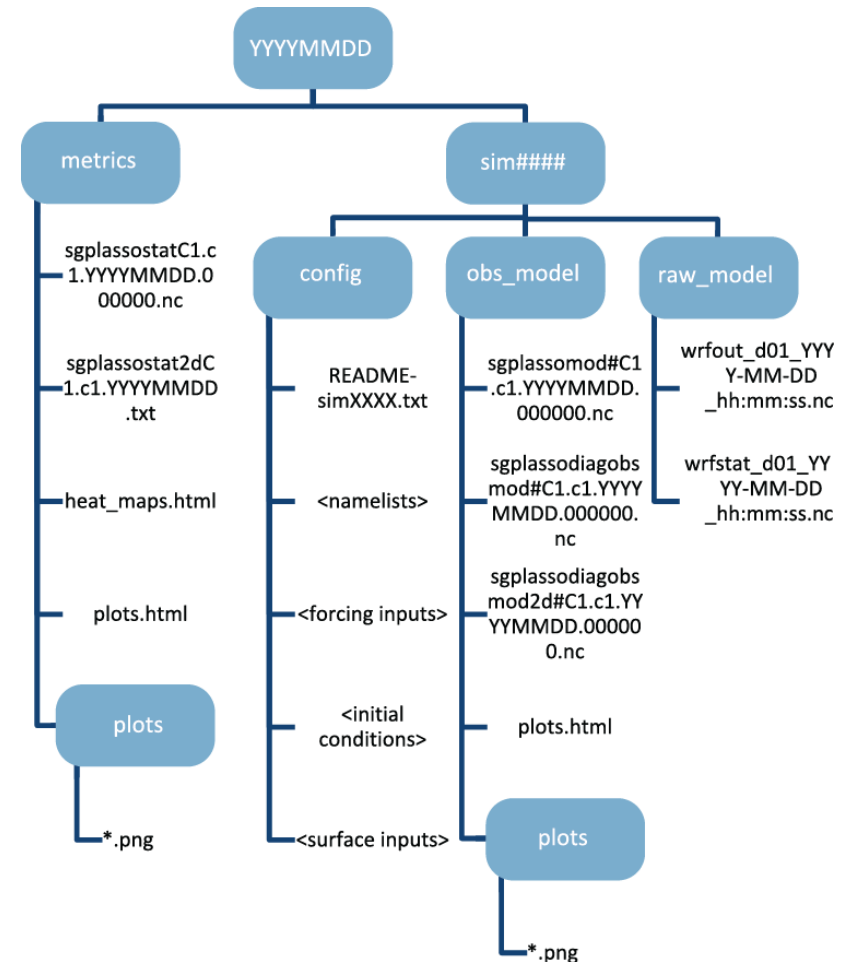 YYYYMMDD
metrics
sim####
sgplassostatC1.c
1.YYYYMMDD.0
00000.nc
sgplassostat2dC
1.c1.YYYYMMDD
.txt
heat_maps.html
plots.html
plots
*.png
config
README-
simXXXX.txt
<namelists>
<forcing inputs>
<initial
conditions>
<surface inputs>
obs_model
sgplassomod#C1
.c1.YYYYMMDD.
000000.nc
sgplassodiagobs
mod#C1.c1.YYYY
MMDD.000000.
nc
sgplassodiagobs
mod2d#C1.c1.YY
YYMMDD.00000
0.nc
plots.html
plots
*.png
raw_model
wrfout_d01_YYY
Y-MM-DD
_hh:mm:ss.nc
wrfstat_d01_YY
YY-MM-DD
_hh:mm:ss.nc